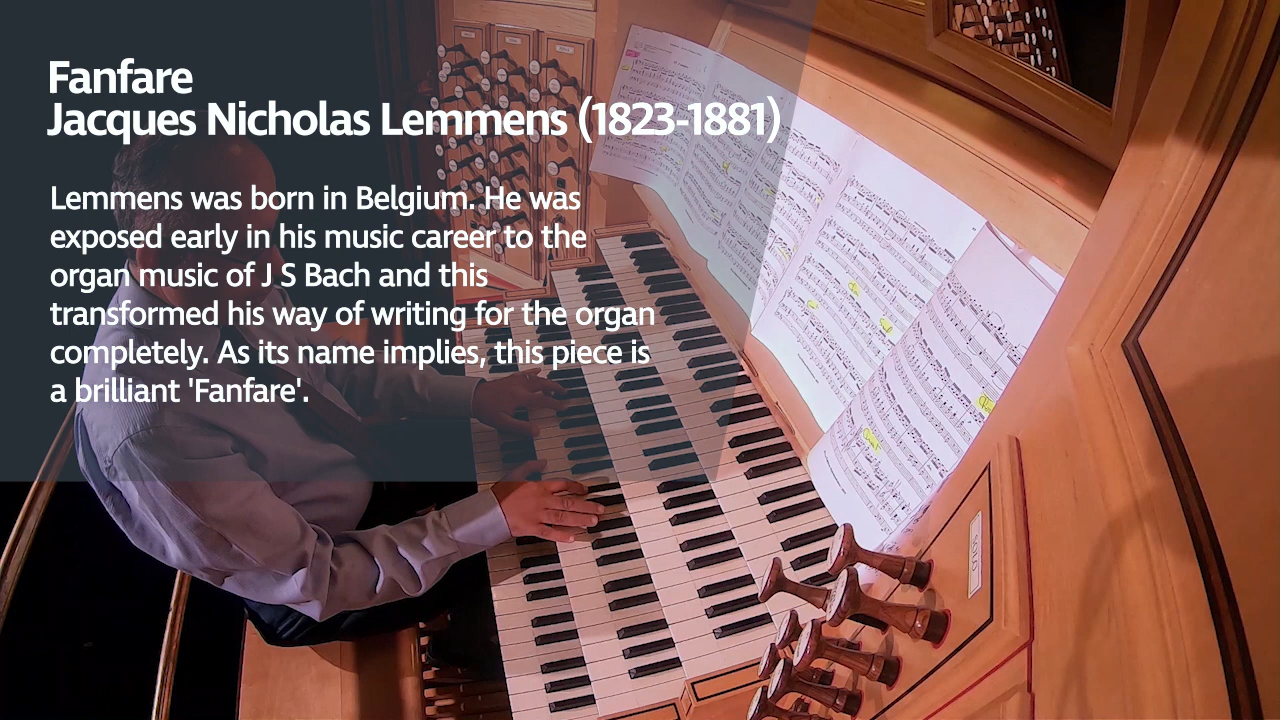 Fanfare
Jacques Nicholas Lemmens (1823-1881)
Lemmens was born in Belgium. He was
exposed early in his music career to the
organ music of J S Bach and this
transformed his way of writing for the organ
completely. As its name implies, this piece is
a brilliant 'Fanfare'.
SOLO